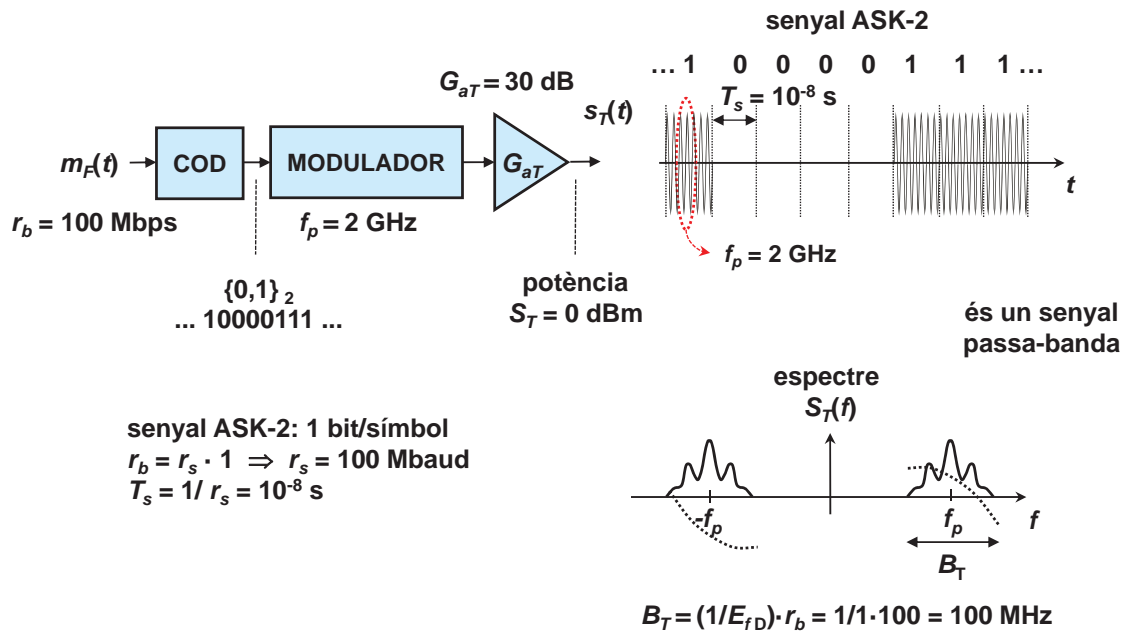 senyal ASK-2
... 1 0 0 0 0 1 1 1 ...
G_aT = 30 dB
T_s = 10^-8 s
s_T(t)
m_F(t)
COD
MODULADOR
G_aT
t
r_b = 100 Mbps
f_p = 2 GHz
f_p = 2 GHz
{0,1}_2
... 10000111 ...
potència
S_T = 0 dBm
és un senyal
passa-banda
espectre
S_T(f)
senyal ASK-2: 1 bit/símbol
r_b = r_s · 1 ⇒ r_s = 100 Mbaud
T_s = 1/ r_s = 10^-8 s
-f_p
f_p
f
B_T
B_T = (1/E_f D)·r_b = 1/1·100 = 100 MHz